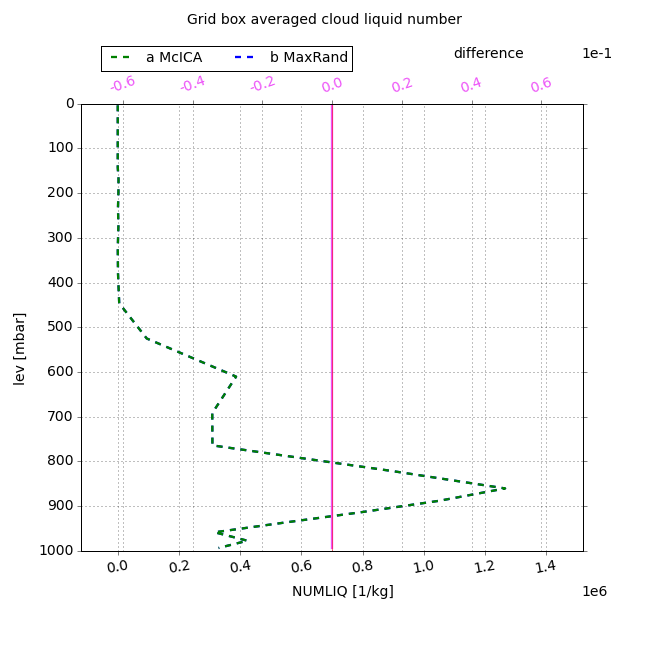 Grid box averaged cloud liquid number
a McICA b MaxRand
difference 1e-1
-0.6 -0.4 -0.2 0.0 0.2 0.4 0.6
0
100
200
300
400
500
600
700
800
900
1000
lev [mbar]
0.0 0.2 0.4 0.6 0.8 1.0 1.2 1.4
NUMLIQ [1/kg] 1e6